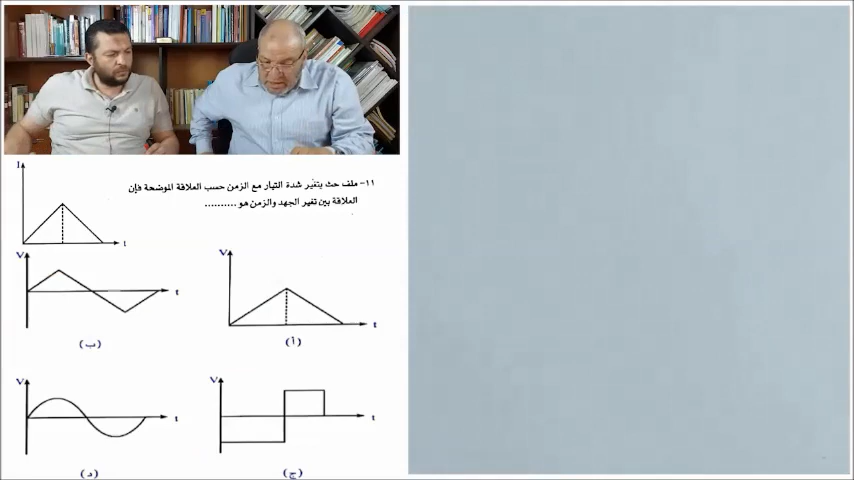 ١١- ملف حث يتغير شدة التيار مع الزمن حسب العلاقة الموضحة فإن
العلاقة بين تغير الجهد والزمن هو ..........
I
t
V
t
(ب)
V
t
(أ)
V
t
(د)
V
t
(ج)